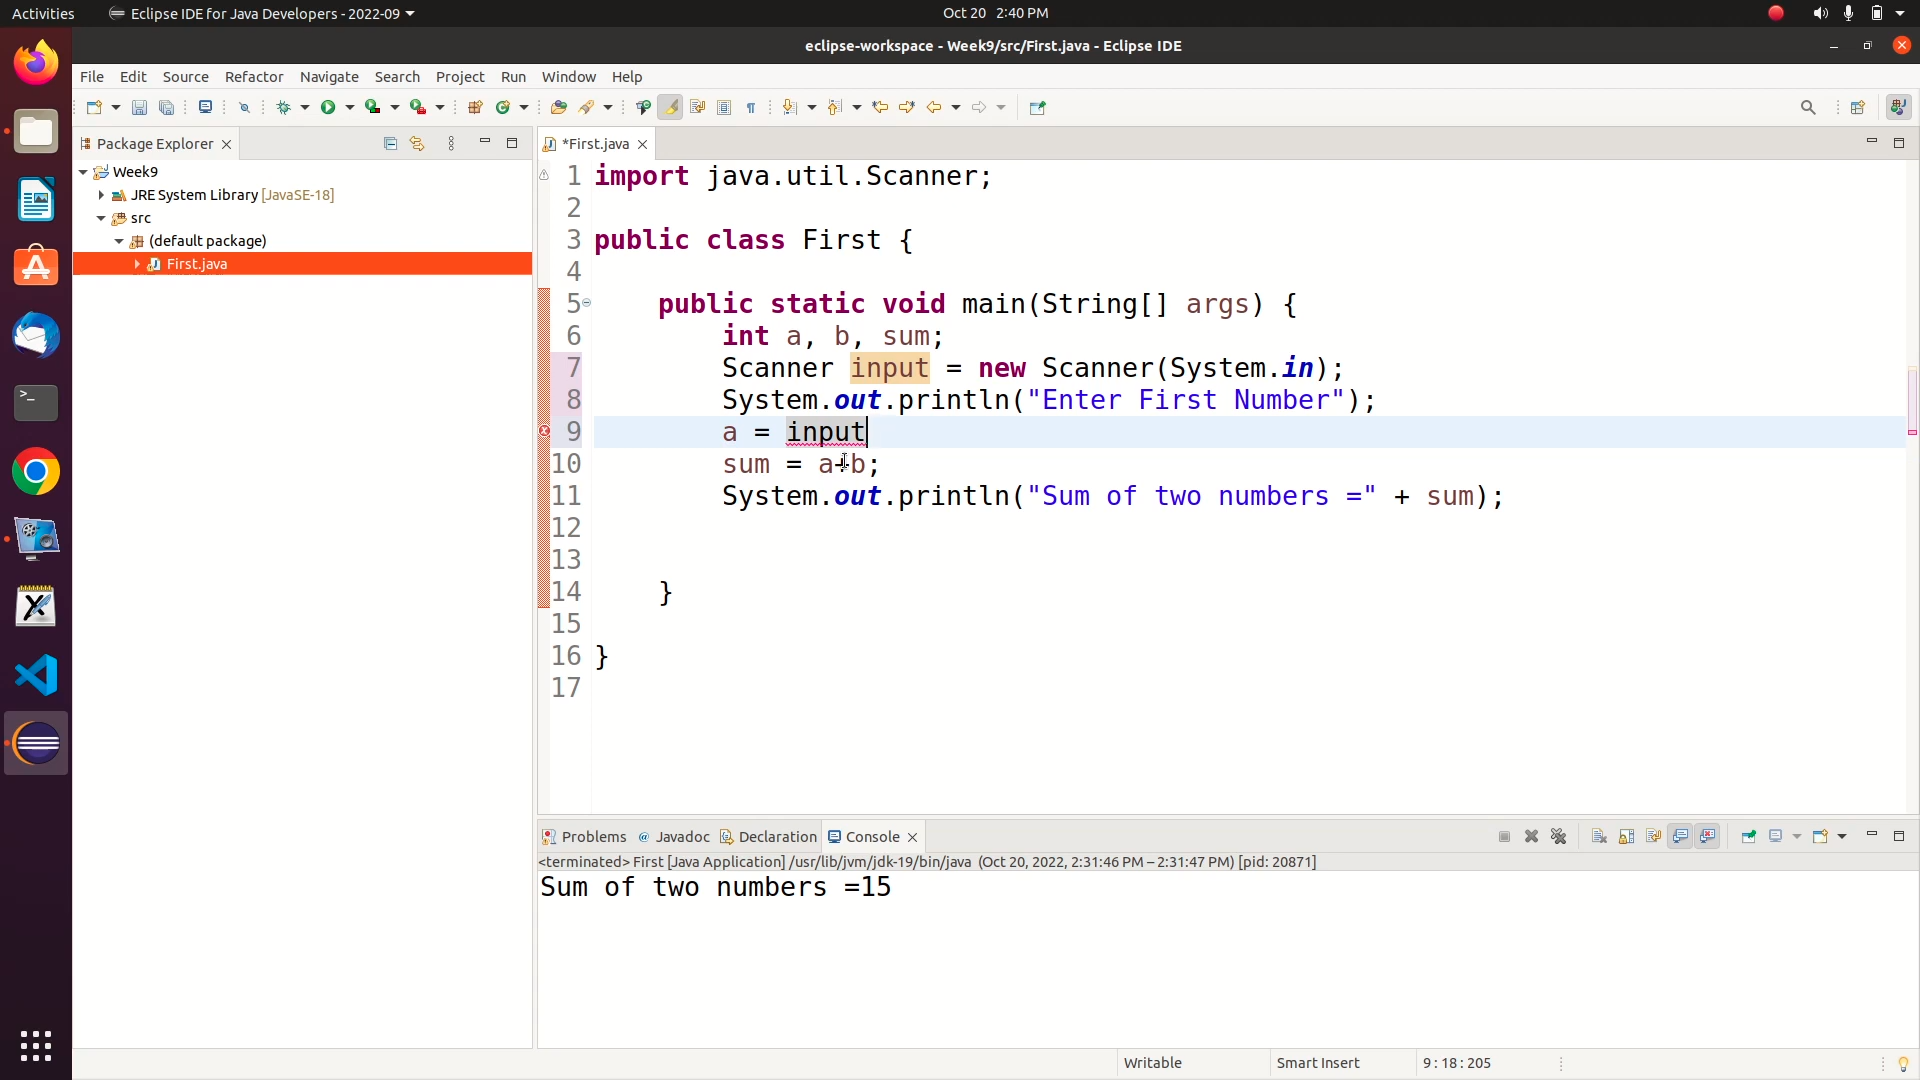 Activities Eclipse IDE for Java Developers - 2022-09 Oct 20 2:40 PM
eclipse-workspace - Week9/src/First.java - Eclipse IDE
File Edit Source Refactor Navigate Search Project Run Window Help
Package Explorer *First.java
Week9
JRE System Library [JavaSE-18]
src
(default package)
First.java
1 import java.util.Scanner;
2
3 public class First {
4
5 public static void main(String[] args) {
6 int a, b, sum;
7 Scanner input = new Scanner(System.in);
8 System.out.println("Enter First Number");
9 a = input
10 sum = a+b;
11 System.out.println("Sum of two numbers =" + sum);
12
13
14 }
15
16 }
17
Problems @ Javadoc Declaration Console
<terminated> First [Java Application] /usr/lib/jvm/jdk-19/bin/java (Oct 20, 2022, 2:31:46 PM – 2:31:47 PM) [pid: 20871]
Sum of two numbers =15
Writable Smart Insert 9 : 18 : 205